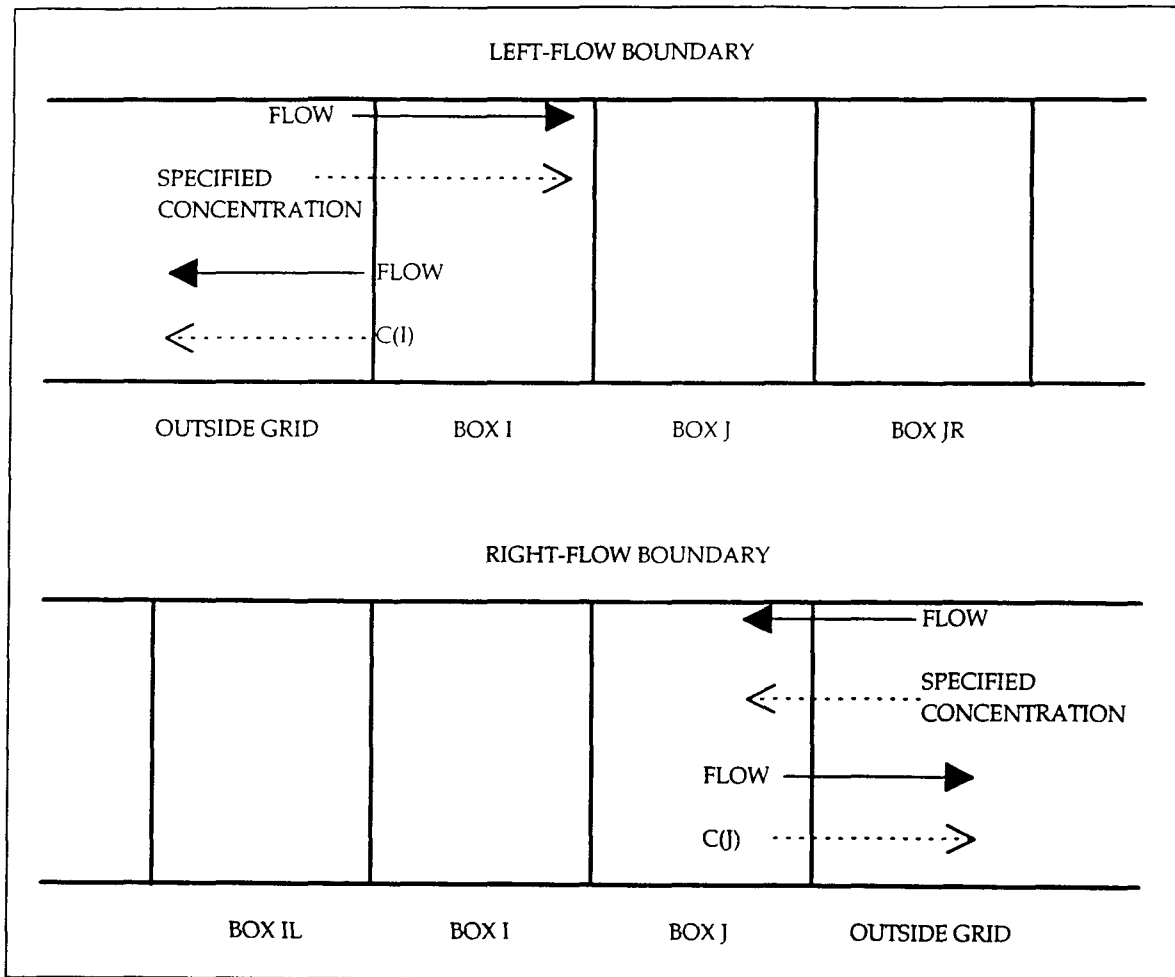 LEFT-FLOW BOUNDARY
FLOW
SPECIFIED
CONCENTRATION
FLOW
C(I)
OUTSIDE GRID BOX I BOX J BOX JR
RIGHT-FLOW BOUNDARY
FLOW
SPECIFIED
CONCENTRATION
FLOW
C(J)
BOX IL BOX I BOX J OUTSIDE GRID